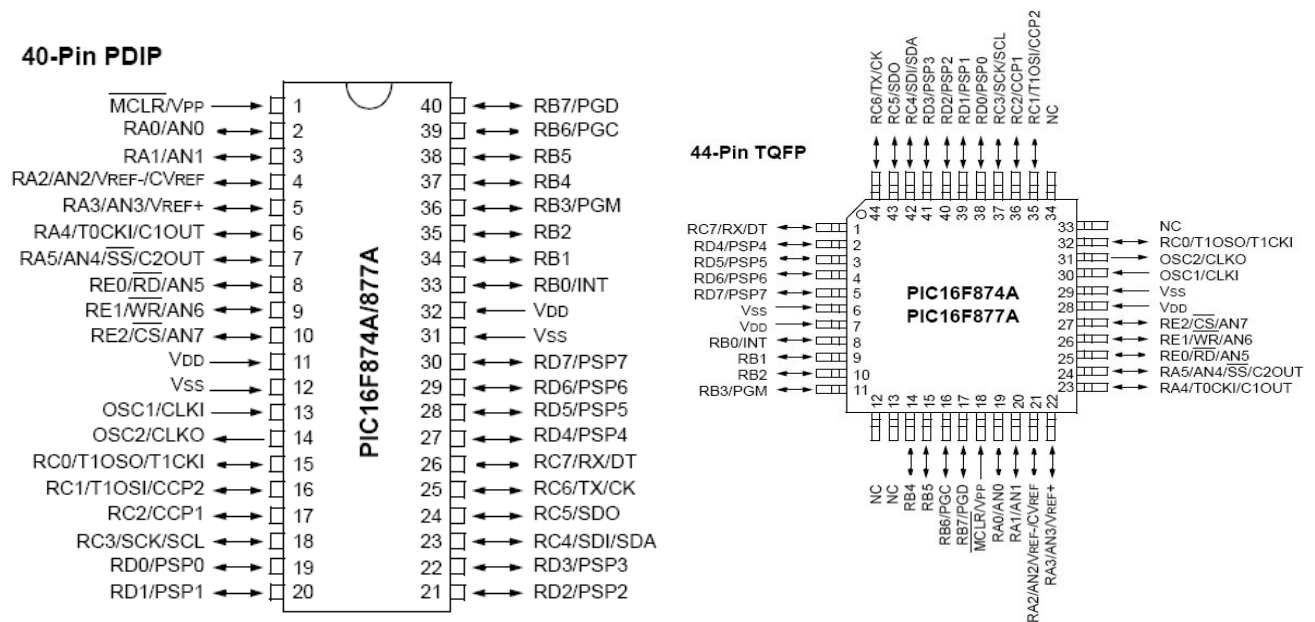 40-Pin PDIP
MCLR/VPP 1 40 RB7/PGD
RA0/AN0 2 39 RB6/PGC
RA1/AN1 3 38 RB5
RA2/AN2/VREF-/CVREF 4 37 RB4
RA3/AN3/VREF+ 5 36 RB3/PGM
RA4/T0CKI/C1OUT 6 35 RB2
RA5/AN4/SS/C2OUT 7 34 RB1
RE0/RD/AN5 8 33 RB0/INT
RE1/WR/AN6 9 32 VDD
RE2/CS/AN7 10 31 VSS
VDD 11 30 RD7/PSP7
VSS 12 29 RD6/PSP6
OSC1/CLKI 13 28 RD5/PSP5
OSC2/CLKO 14 27 RD4/PSP4
RC0/T1OSO/T1CKI 15 26 RC7/RX/DT
RC1/T1OSI/CCP2 16 25 RC6/TX/CK
RC2/CCP1 17 24 RC5/SDO
RC3/SCK/SCL 18 23 RC4/SDI/SDA
RD0/PSP0 19 22 RD3/PSP3
RD1/PSP1 20 21 RD2/PSP2
PIC16F874A/877A
44-Pin TQFP
RC6/TX/CK
RC5/SDO
RC4/SDI/SDA
RD3/PSP3
RD2/PSP2
RD1/PSP1
RD0/PSP0
RC3/SCK/SCL
RC2/CCP1
RC1/T1OSI/CCP2
NC
44 43 42 41 40 39 38 37 36 35 34
RC7/RX/DT 1 33 NC
RD4/PSP4 2 32 RC0/T1OSO/T1CKI
RD5/PSP5 3 31 OSC2/CLKO
RD6/PSP6 4 30 OSC1/CLKI
RD7/PSP7 5 29 VSS
VSS 6 28 VDD
VDD 7 27 RE2/CS/AN7
RB0/INT 8 26 RE1/WR/AN6
RB1 9 25 RE0/RD/AN5
RB2 10 24 RA5/AN4/SS/C2OUT
RB3/PGM 11 23 RA4/T0CKI/C1OUT
PIC16F874A
PIC16F877A
12 13 14 15 16 17 18 19 20 21 22
NC
NC
RB4
RB5
RB6/PGC
RB7/PGD
MCLR/VPP
RA0/AN0
RA1/AN1
RA2/AN2/VREF-/CVREF
RA3/AN3/VREF+